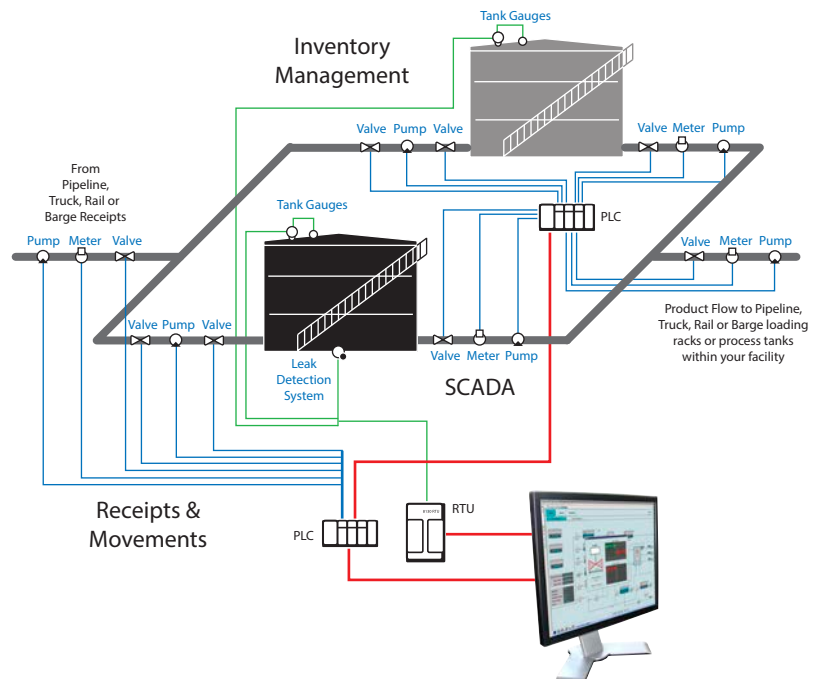 Tank Gauges
Inventory
Management
Valve Pump Valve
Valve Meter Pump
From
Pipeline,
Truck, Rail or
Barge Receipts
Tank Gauges
PLC
Pump Meter Valve
Valve Meter Pump
Product Flow to Pipeline,
Truck, Rail or Barge loading
racks or process tanks
within your facility
Valve Pump Valve
Valve Meter Pump
Leak
Detection
System
SCADA
Receipts &
Movements
RTU
PLC